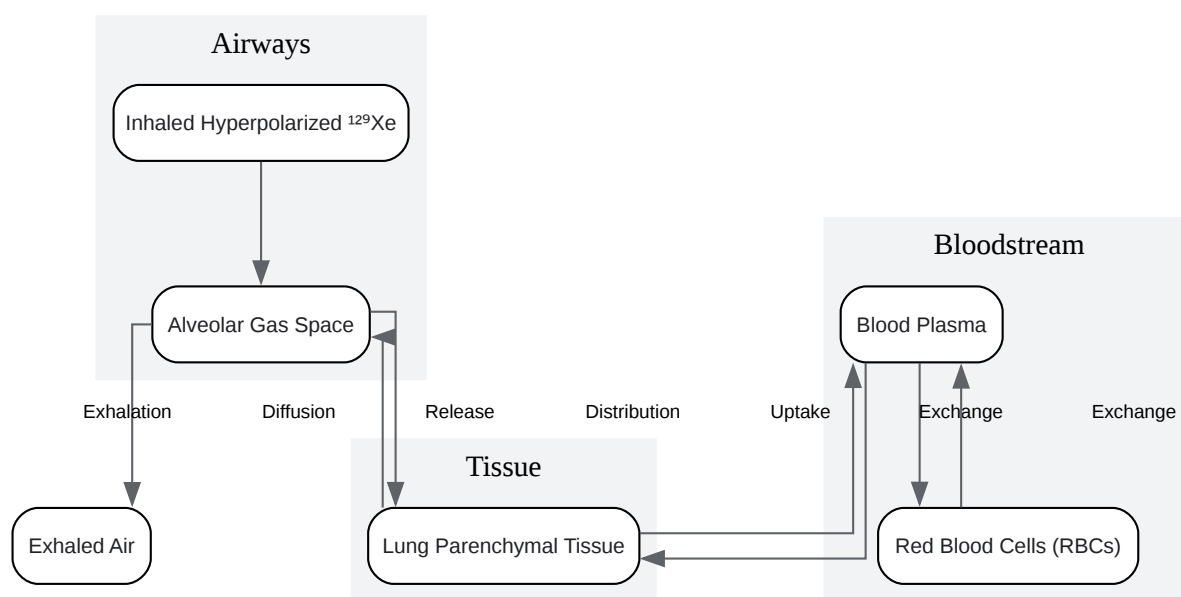 Airways
Inhaled Hyperpolarized ¹²⁹Xe
Bloodstream
Alveolar Gas Space
Blood Plasma
Exhalation
Diffusion
Release
Distribution
Uptake
Exchange
Exchange
Tissue
Exhaled Air
Lung Parenchymal Tissue
Red Blood Cells (RBCs)